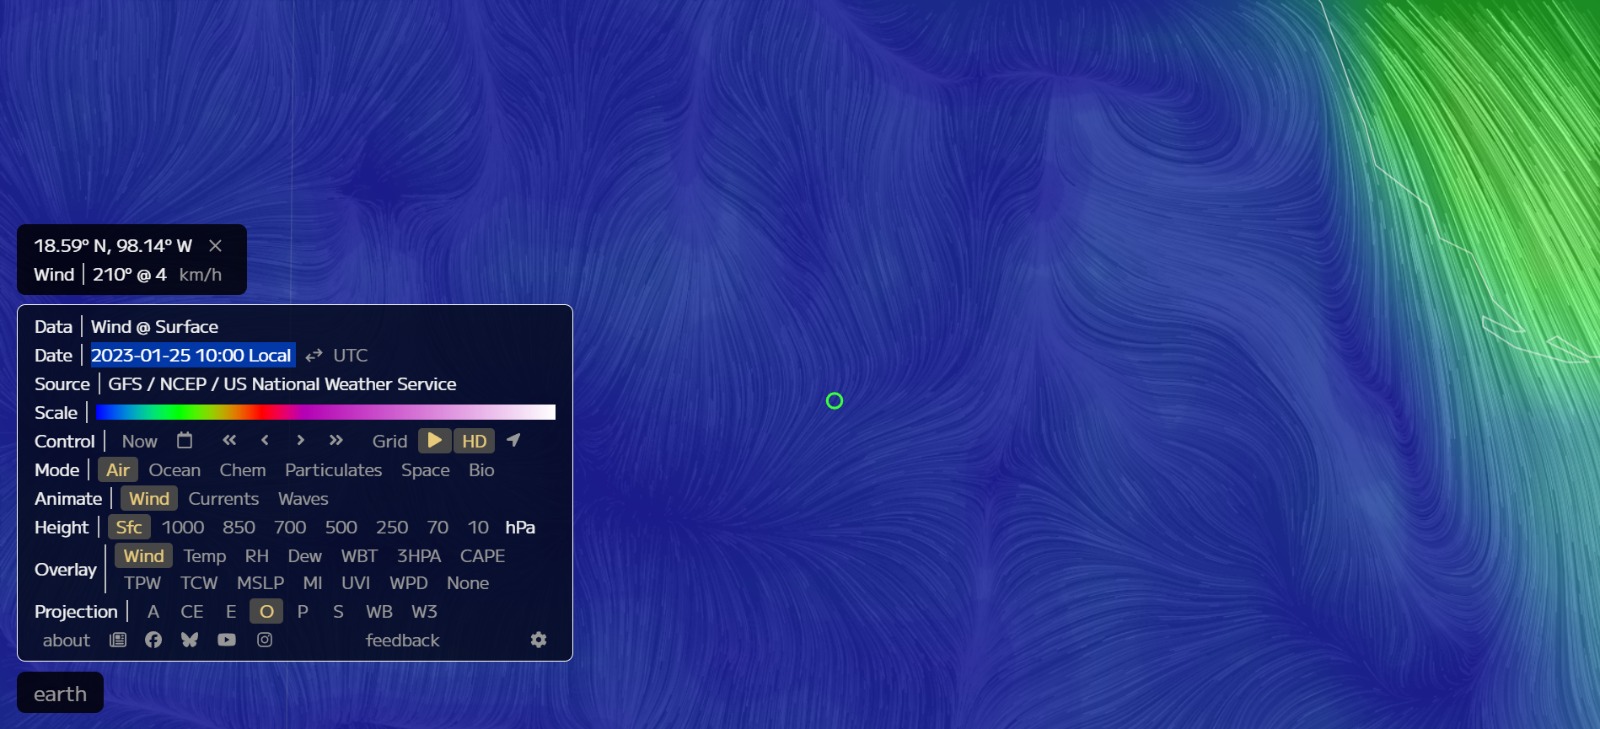 18.59° N, 98.14° W ×
Wind | 210° @ 4 km/h
Data | Wind @ Surface
Date | 2023-01-25 10:00 Local ⇄ UTC
Source | GFS / NCEP / US National Weather Service
Scale |
Control | Now « ‹ › » Grid HD
Mode | Air Ocean Chem Particulates Space Bio
Animate | Wind Currents Waves
Height | Sfc 1000 850 700 500 250 70 10 hPa
Overlay | Wind Temp RH Dew WBT 3HPA CAPE
TPW TCW MSLP MI UVI WPD None
Projection | A CE E O P S WB W3
about feedback
earth